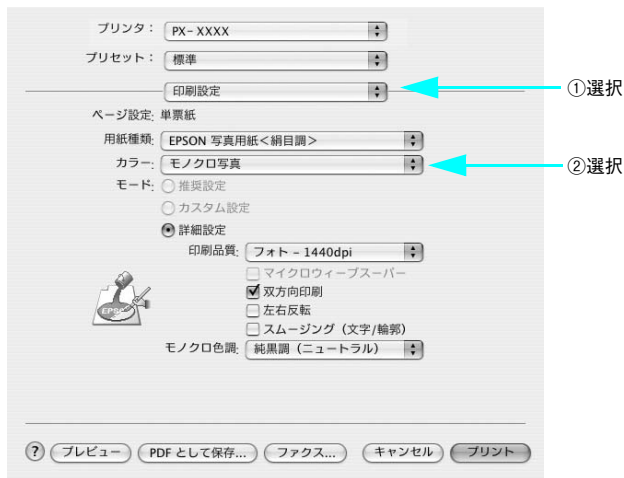 プリンタ： PX-XXXX
プリセット： 標準
印刷設定 ①選択
ページ設定: 単票紙
用紙種類: EPSON 写真用紙＜絹目調＞
カラー: モノクロ写真 ②選択
モード: 推奨設定
カスタム設定
詳細設定
印刷品質: フォト – 1440dpi
マイクロウィーブスーパー
双方向印刷
左右反転
スムージング（文字/輪郭）
EPSO
モノクロ色調: 純黒調（ニュートラル）
? プレビュー PDF として保存... ファクス... キャンセル プリント